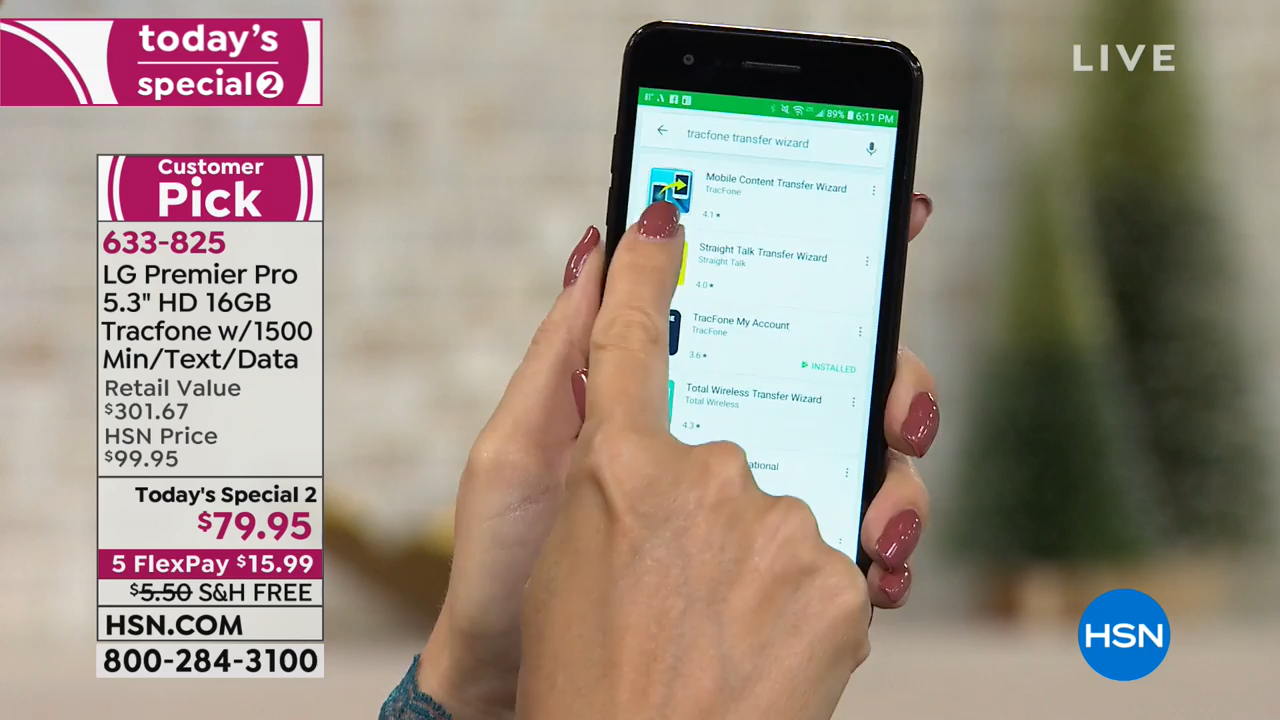 today's
special2
LIVE
Customer
Pick
633-825
LG Premier Pro
5.3" HD 16GB
Tracfone w/1500
Min/Text/Data
Retail Value
$301.67
HSN Price
$99.95
Today's Special 2
$79.95
5 FlexPay $15.99
$5.50 S&H FREE
HSN.COM
800-284-3100
89% 6:11 PM
tracfone transfer wizard
Mobile Content Transfer Wizard
TracFone
4.1★
Straight Talk Transfer Wizard
Straight Talk
4.0★
TracFone My Account
TracFone
3.6★
INSTALLED
Total Wireless Transfer Wizard
Total Wireless
4.3★
ational
HSN